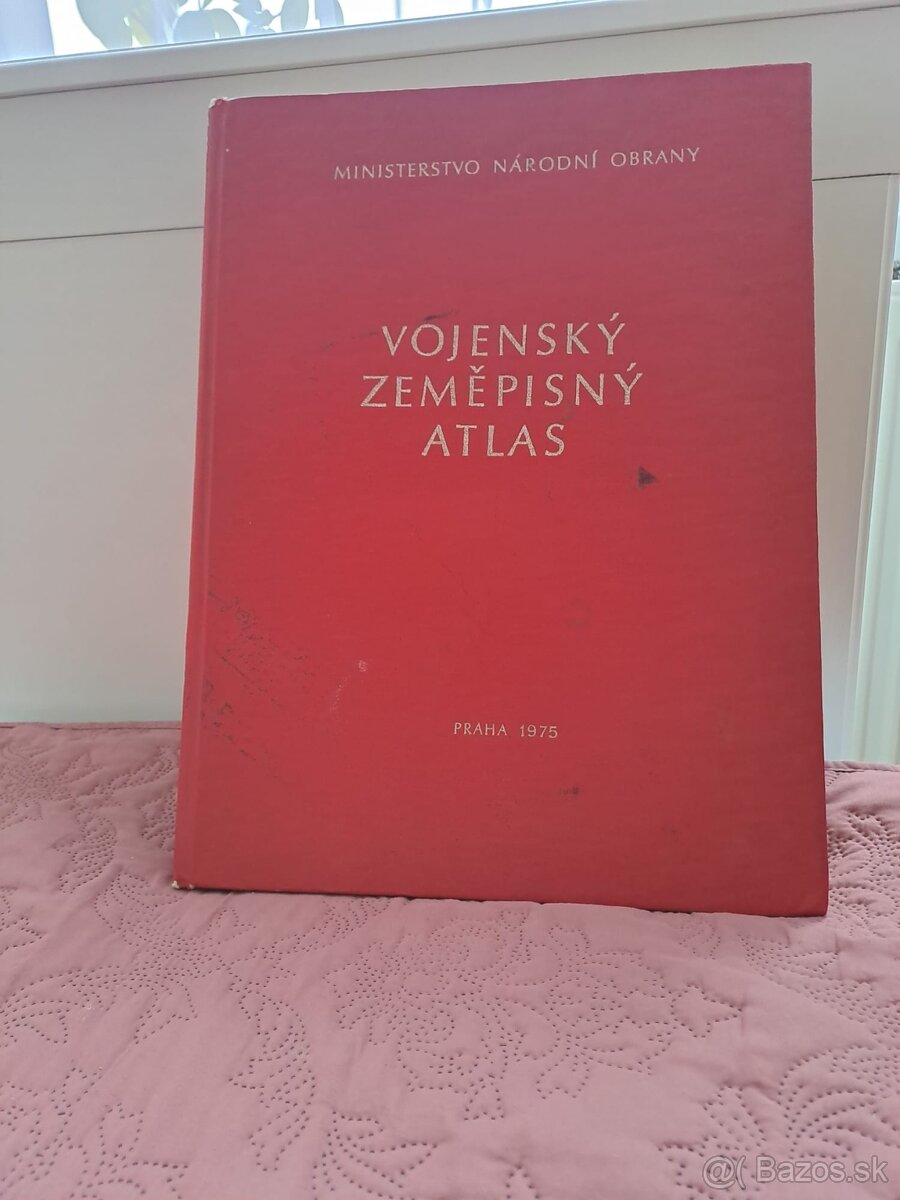 MINISTERSTVO NÁRODNÍ OBRANY
VOJENSKÝ
ZEMĚPISNÝ
ATLAS
PRAHA 1975
@( Bazos.sk